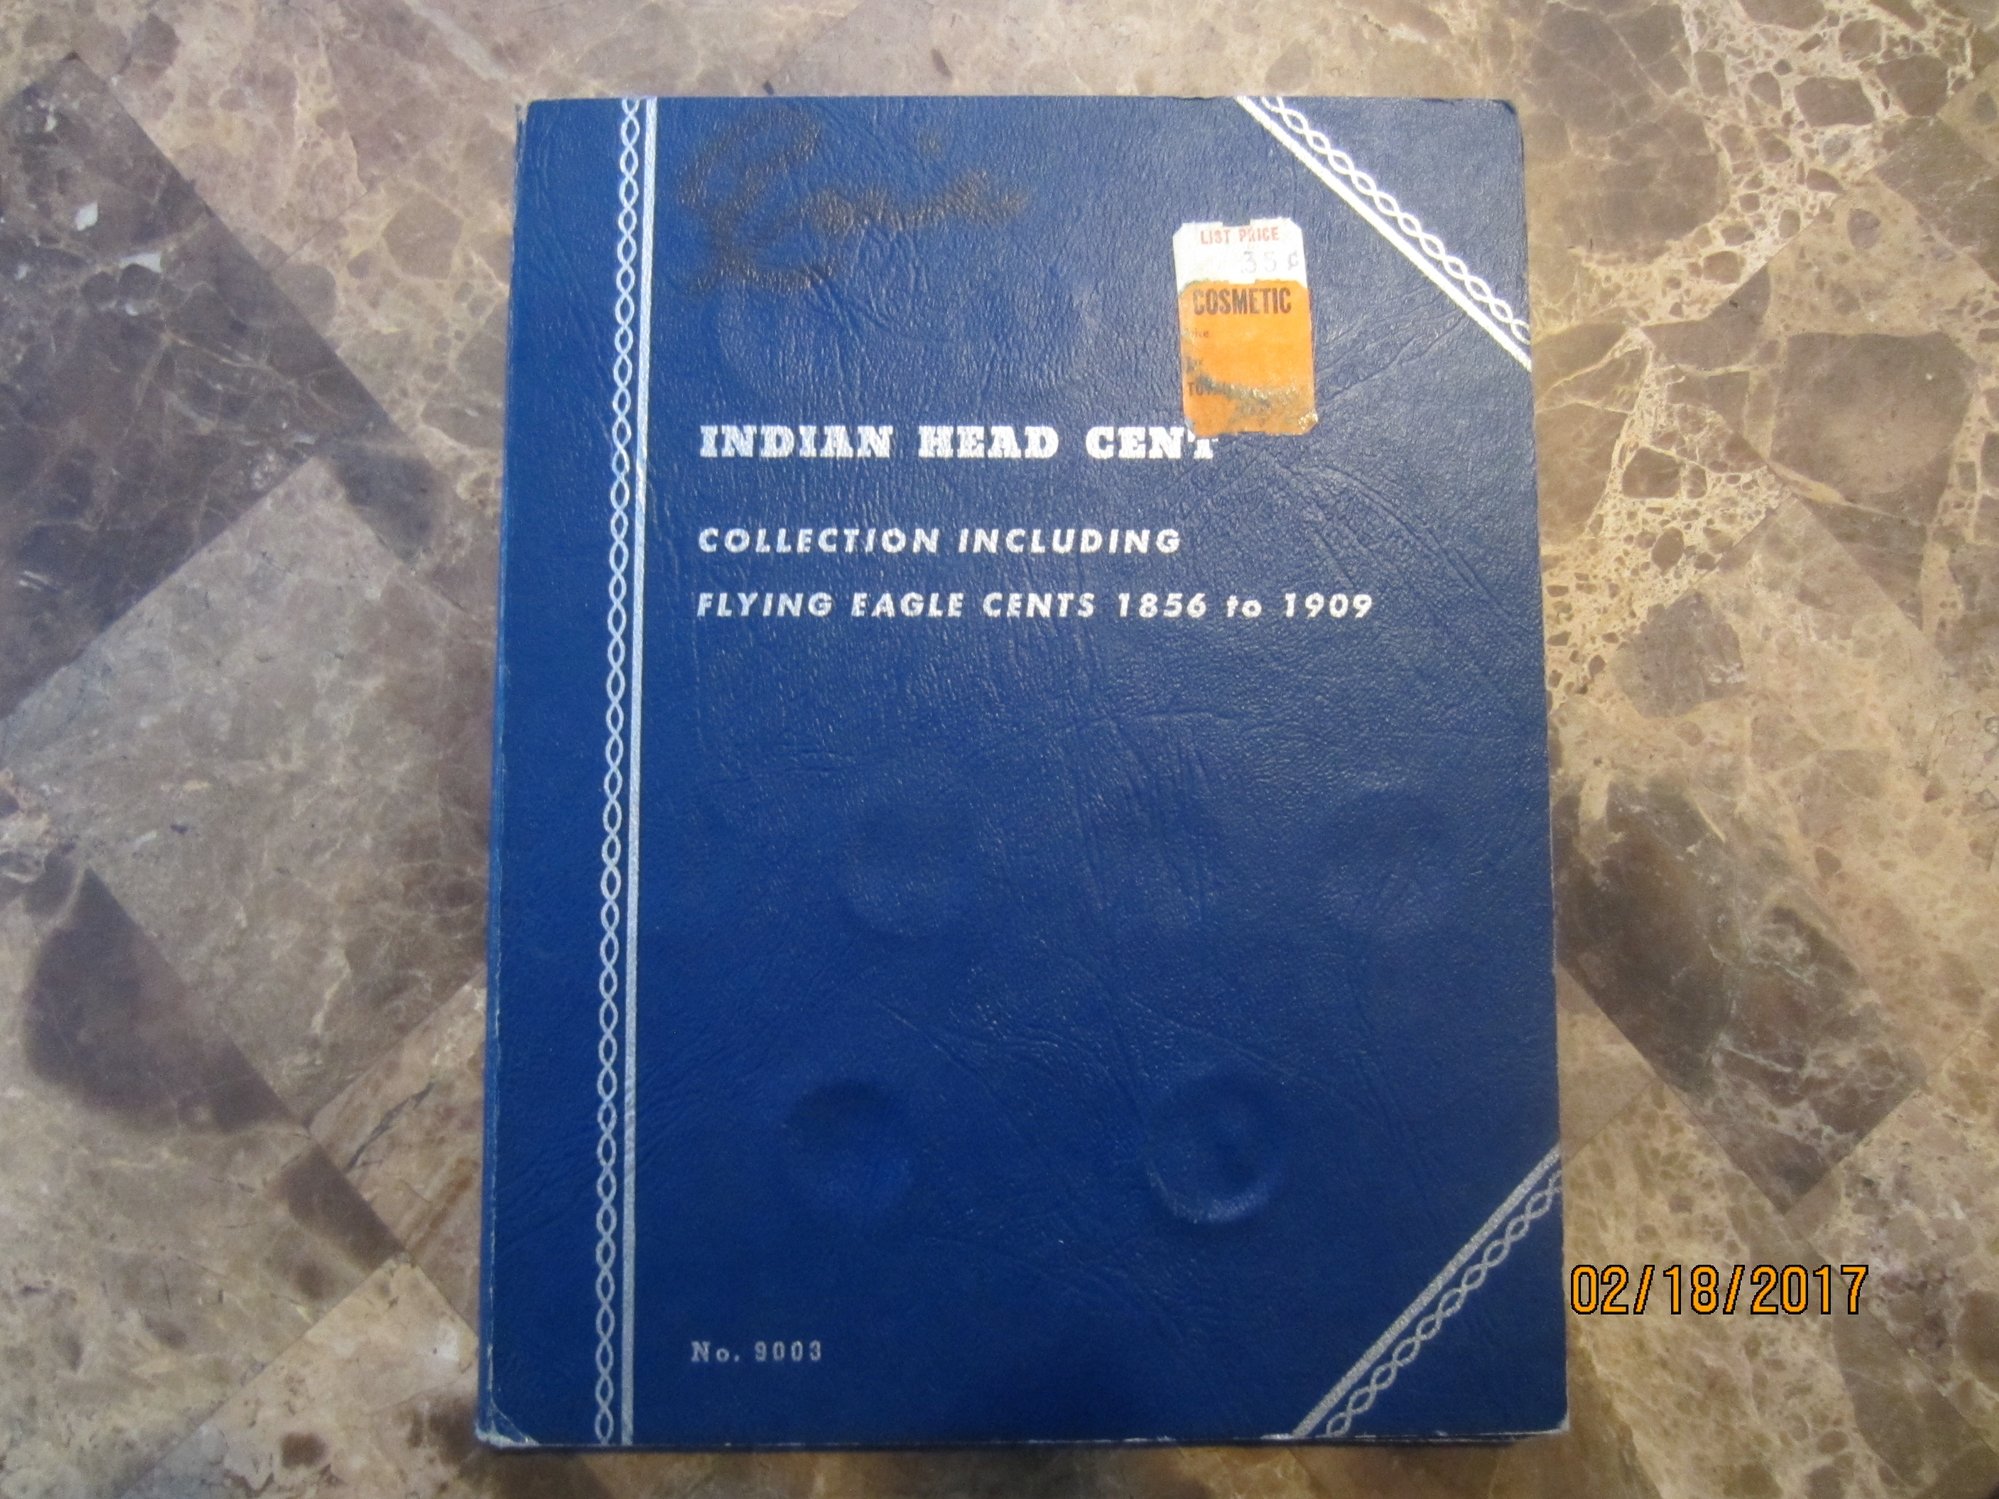 LIST PRICE
35¢
COSMETIC
INDIAN HEAD CENT
COLLECTION INCLUDING
FLYING EAGLE CENTS 1856 to 1909
No. 9003
02/18/2017